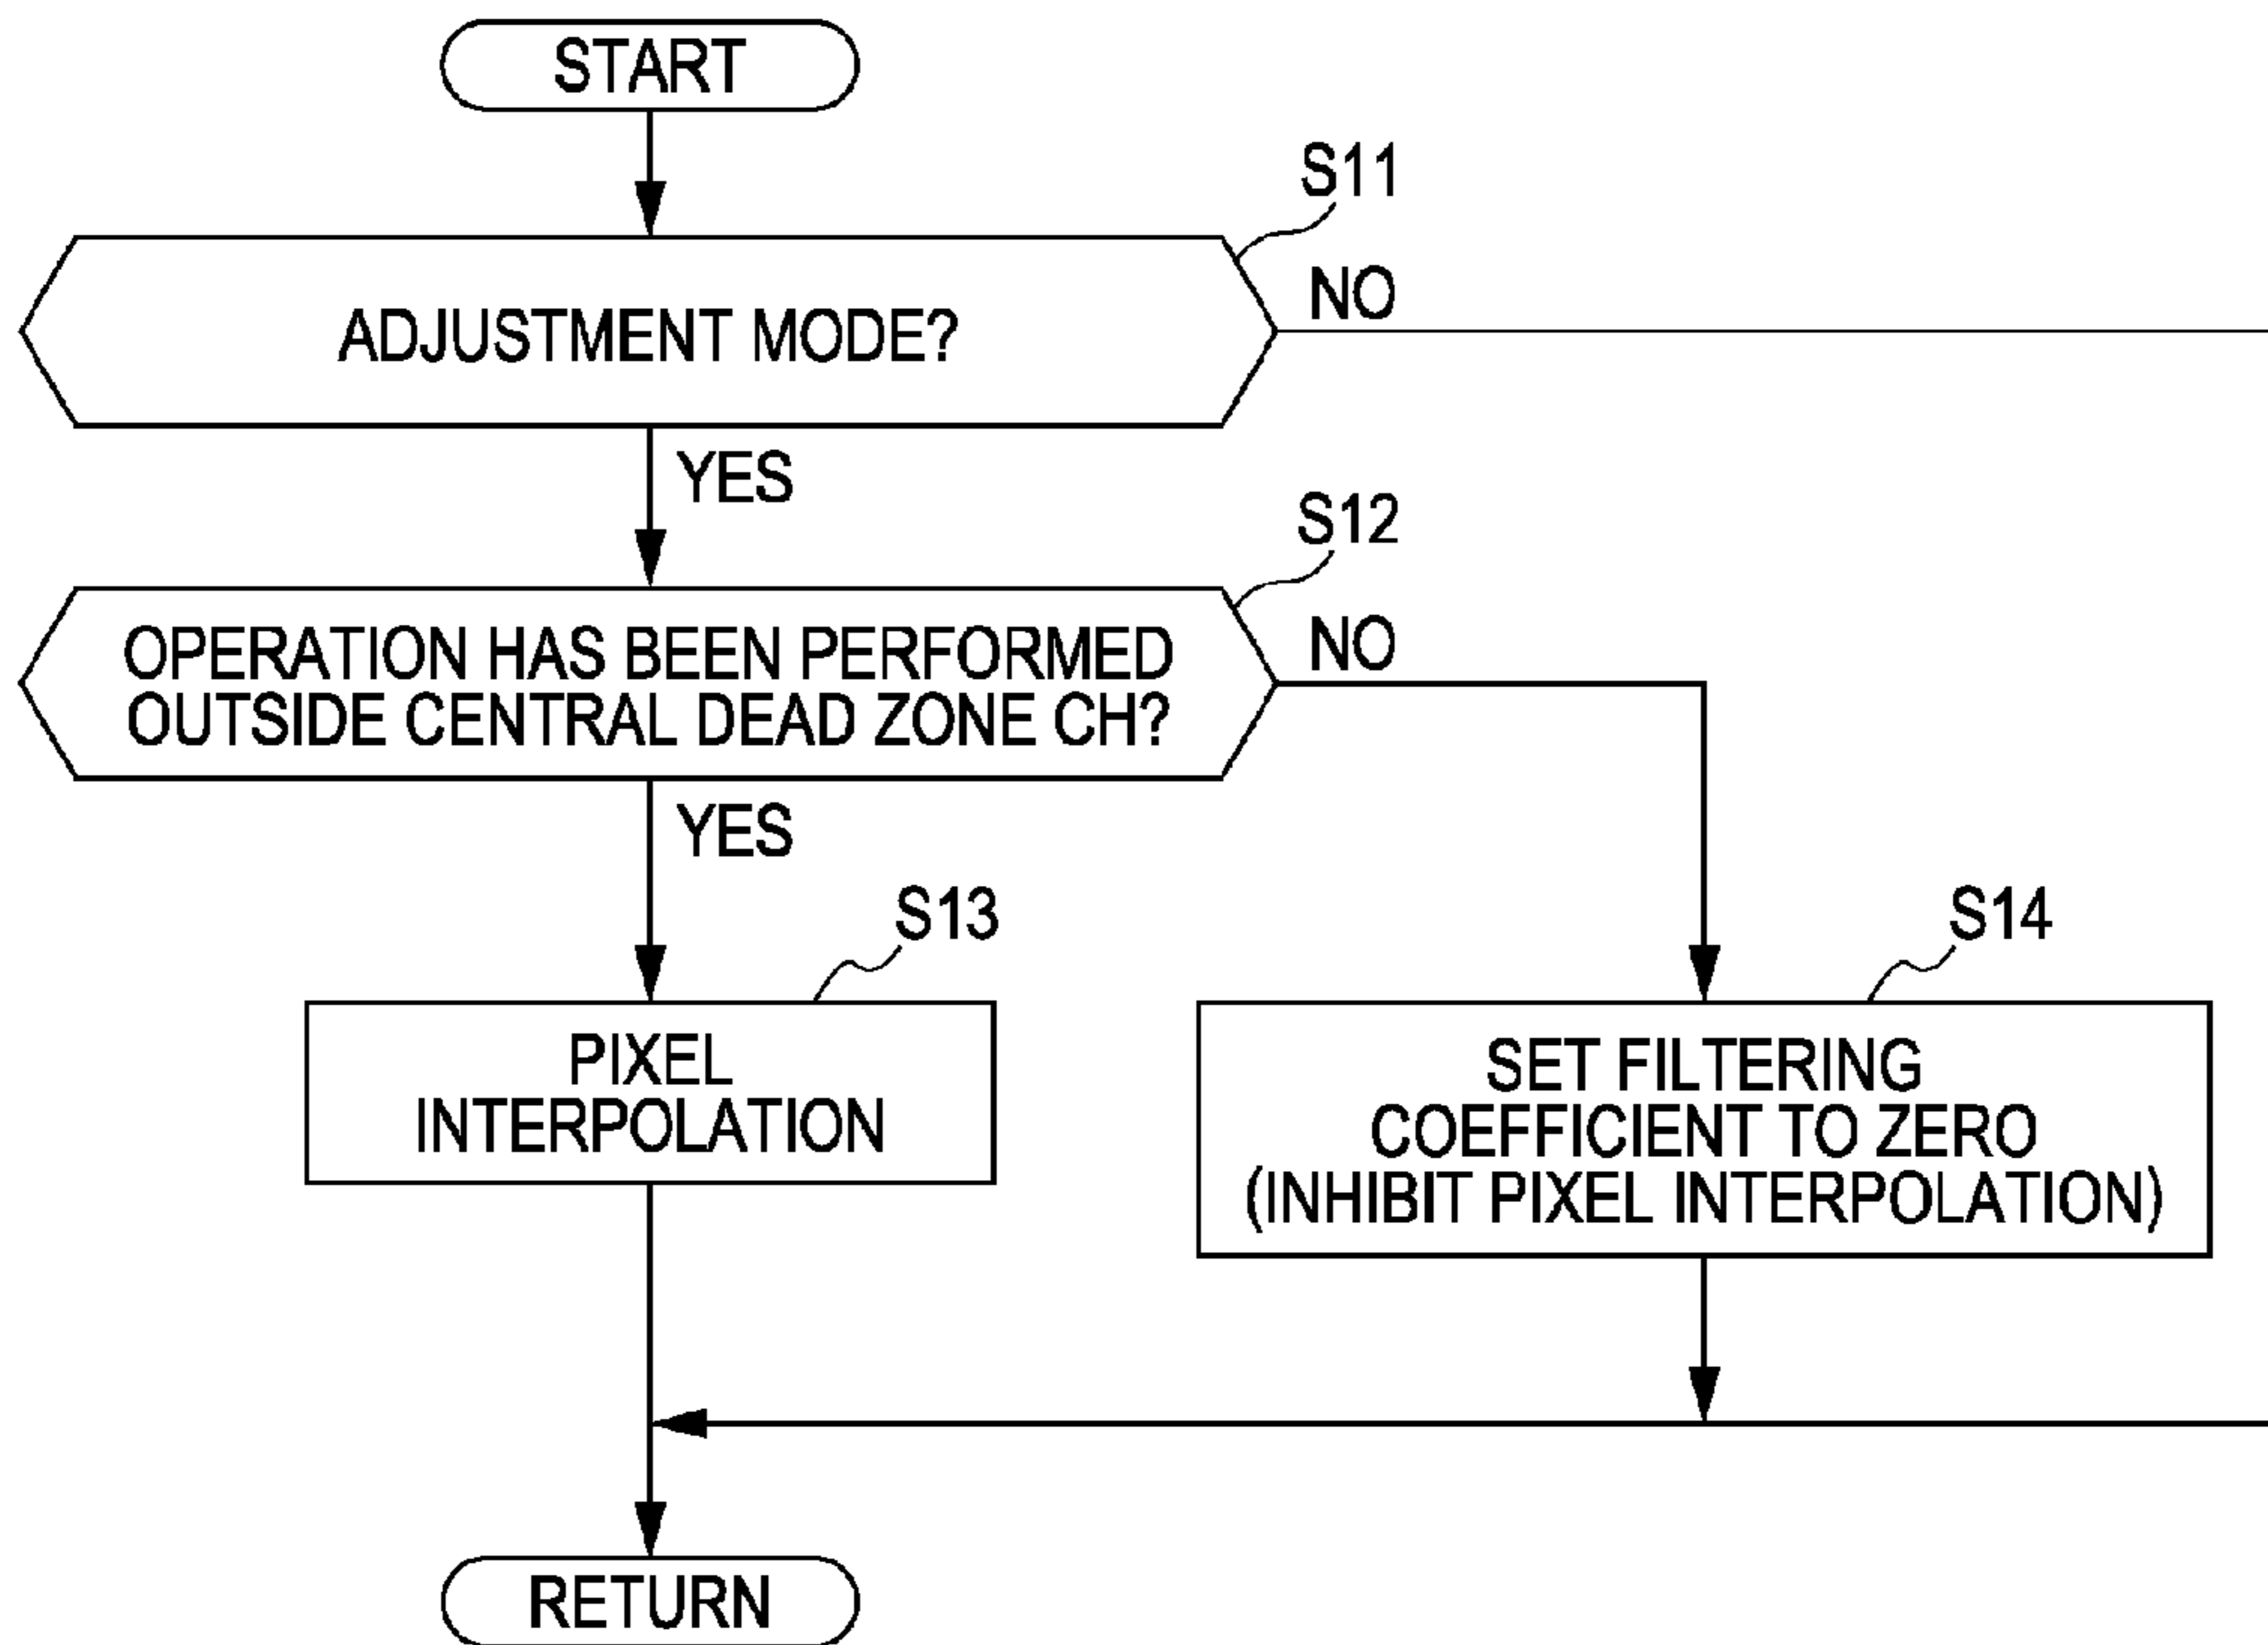 START
S11
ADJUSTMENT MODE?
NO
YES
S12
OPERATION HAS BEEN PERFORMED
OUTSIDE CENTRAL DEAD ZONE CH?
NO
YES
S13
PIXEL
INTERPOLATION
S14
SET FILTERING
COEFFICIENT TO ZERO
(INHIBIT PIXEL INTERPOLATION)
RETURN